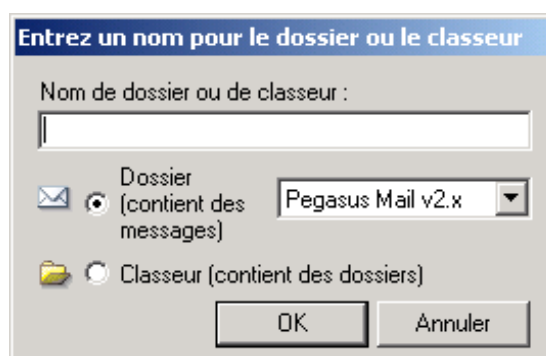 Entrez un nom pour le dossier ou le classeur
Nom de dossier ou de classeur :
Dossier
(contient des
messages)
Pegasus Mail v2.x
Classeur (contient des dossiers)
OK
Annuler